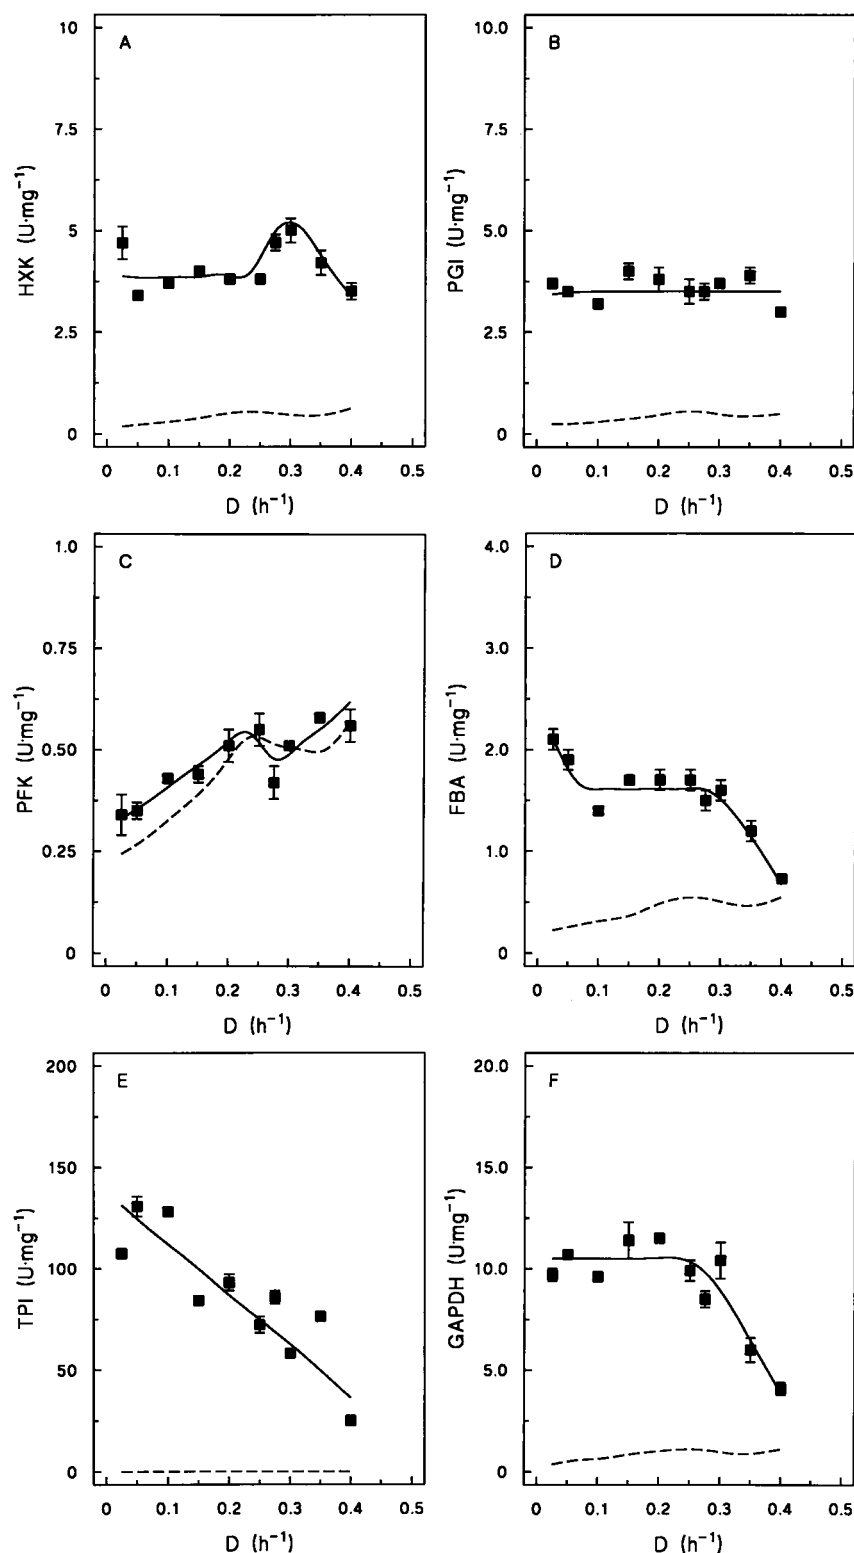 A
10
7.5
5
2.5
0
HXK (U·mg⁻¹)
0 0.1 0.2 0.3 0.4 0.5
D (h⁻¹)
B
10.0
7.5
5.0
2.5
0
PGI (U·mg⁻¹)
0 0.1 0.2 0.3 0.4 0.5
D (h⁻¹)
C
1.0
0.75
0.50
0.25
0
PFK (U·mg⁻¹)
0 0.1 0.2 0.3 0.4 0.5
D (h⁻¹)
D
4.0
3.0
2.0
1.0
0
FBA (U·mg⁻¹)
0 0.1 0.2 0.3 0.4 0.5
D (h⁻¹)
E
200
150
100
50
0
TPI (U·mg⁻¹)
0 0.1 0.2 0.3 0.4 0.5
D (h⁻¹)
F
20.0
15.0
10.0
5.0
0
GAPDH (U·mg⁻¹)
0 0.1 0.2 0.3 0.4 0.5
D (h⁻¹)